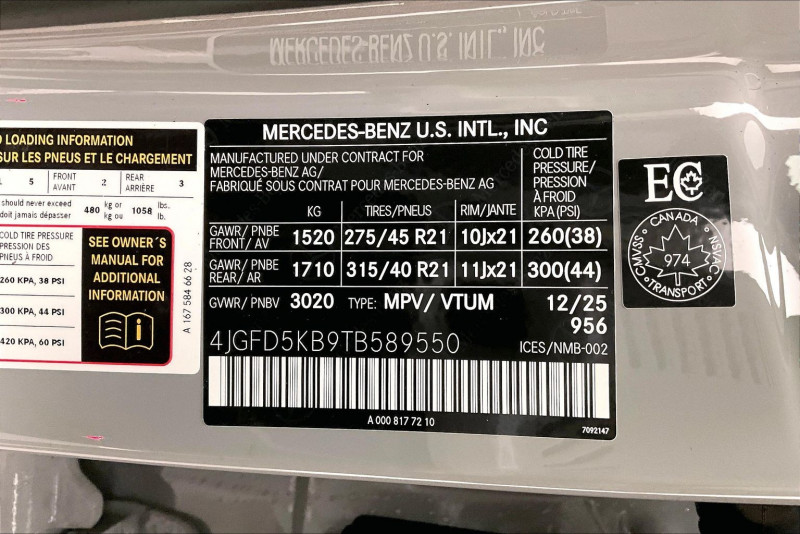 MERCEDES-BENZ U.S. INTL., INC
LOADING INFORMATION
SUR LES PNEUS ET LE CHARGEMENT
5 FRONT AVANT 2 REAR ARRIÈRE 3
should never exceed
doit jamais dépasser
480 kg or kg ou 1058 lbs. lb.
COLD TIRE PRESSURE
PRESSION DES
PNEUS À FROID
260 KPA, 38 PSI
300 KPA, 44 PSI
420 KPA, 60 PSI
SEE OWNER´S
MANUAL FOR
ADDITIONAL
INFORMATION
A 167 584 66 28
MERCEDES-BENZ U.S. INTL., INC
MANUFACTURED UNDER CONTRACT FOR
MERCEDES-BENZ AG/
FABRIQUÉ SOUS CONTRAT POUR MERCEDES-BENZ AG
COLD TIRE
PRESSURE/
PRESSION
À FROID
KPA (PSI)
KG TIRES/PNEUS RIM/JANTE
GAWR/ PNBE
FRONT/ AV 1520 275/45 R21 10Jx21 260(38)
GAWR/ PNBE
REAR/ AR 1710 315/40 R21 11Jx21 300(44)
GVWR/ PNBV 3020 TYPE: MPV/ VTUM 12/25
956
4JGFD5KB9TB589550 ICES/NMB-002
A 000 817 72 10
7092147
EC
CANADA
CMVSS 974 NSVAC
TRANSPORT